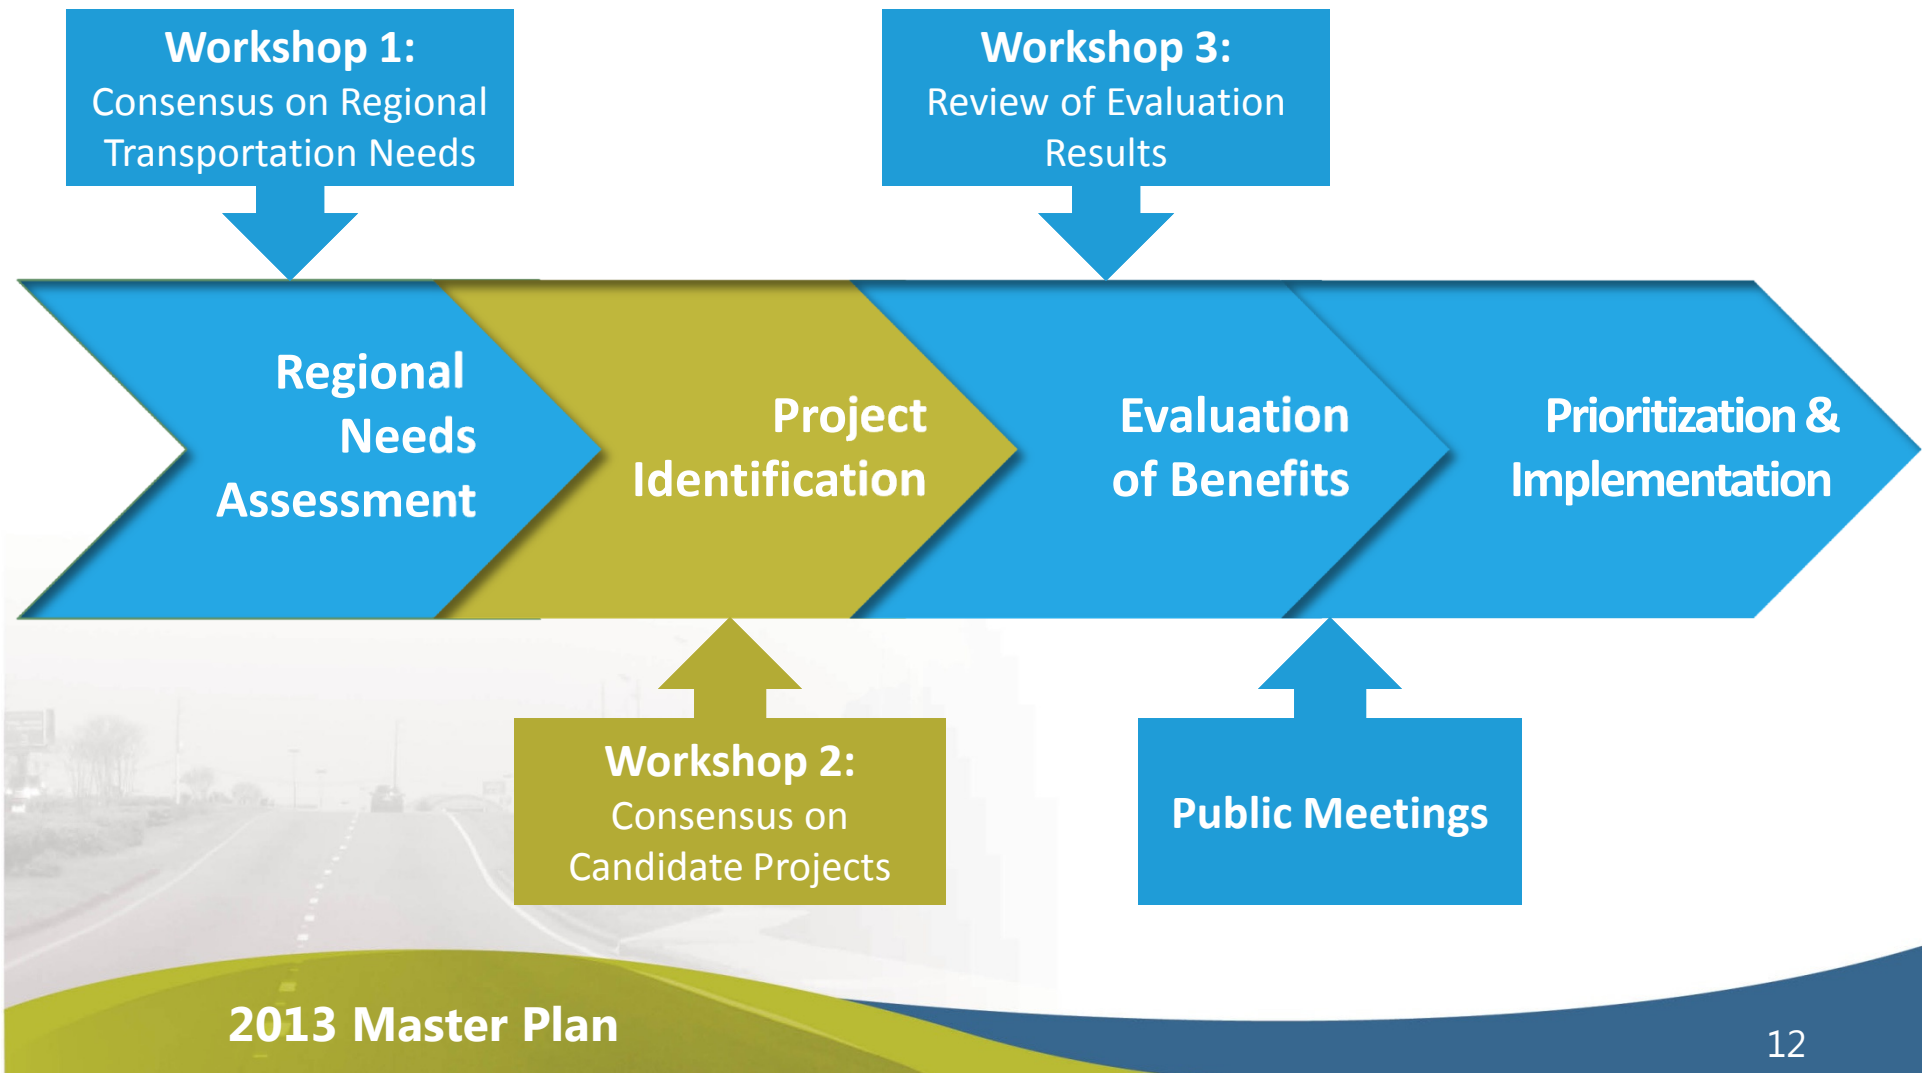 Workshop 1:
Consensus on Regional
Transportation Needs
Workshop 3:
Review of Evaluation
Results
Regional
Needs
Assessment
Project
Identification
Evaluation
of Benefits
Prioritization &
Implementation
Workshop 2:
Consensus on
Candidate Projects
Public Meetings
2013 Master Plan
12